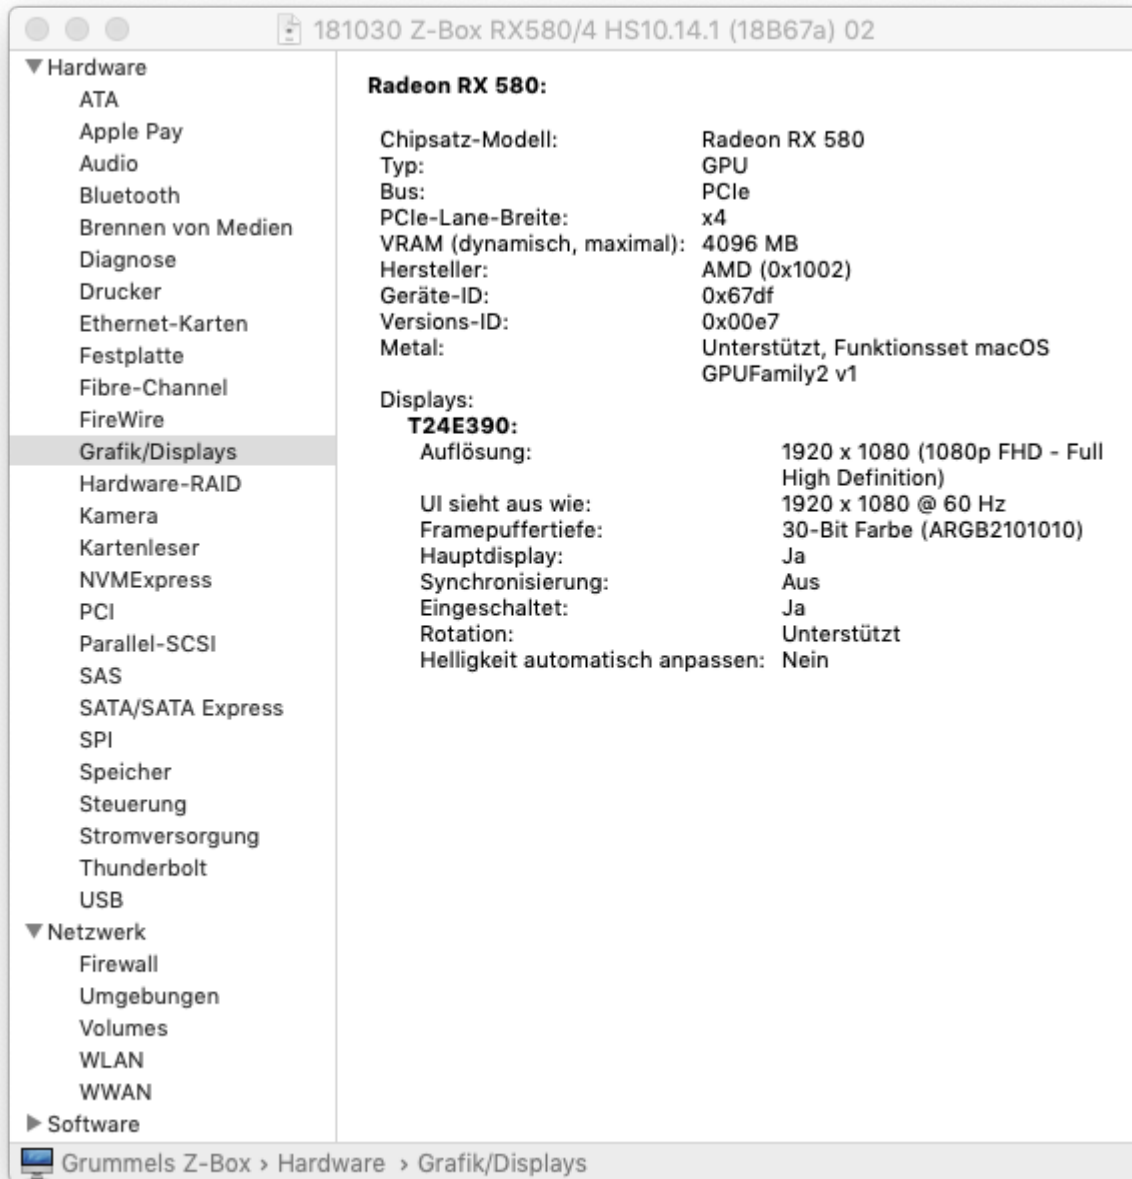 181030 Z-Box RX580/4 HS10.14.1 (18B67a) 02
Hardware
ATA
Apple Pay
Audio
Bluetooth
Brennen von Medien
Diagnose
Drucker
Ethernet-Karten
Festplatte
Fibre-Channel
FireWire
Grafik/Displays
Hardware-RAID
Kamera
Kartenleser
NVMExpress
PCI
Parallel-SCSI
SAS
SATA/SATA Express
SPI
Speicher
Steuerung
Stromversorgung
Thunderbolt
USB
Netzwerk
Firewall
Umgebungen
Volumes
WLAN
WWAN
Software
Radeon RX 580:
Chipsatz-Modell: Radeon RX 580
Typ: GPU
Bus: PCIe
PCIe-Lane-Breite: x4
VRAM (dynamisch, maximal): 4096 MB
Hersteller: AMD (0x1002)
Geräte-ID: 0x67df
Versions-ID: 0x00e7
Metal: Unterstützt, Funktionsset macOS
GPUFamily2 v1
Displays:
T24E390:
Auflösung: 1920 x 1080 (1080p FHD - Full
High Definition)
UI sieht aus wie: 1920 x 1080 @ 60 Hz
Framepuffertiefe: 30-Bit Farbe (ARGB2101010)
Hauptdisplay: Ja
Synchronisierung: Aus
Eingeschaltet: Ja
Rotation: Unterstützt
Helligkeit automatisch anpassen: Nein
Grummels Z-Box › Hardware › Grafik/Displays